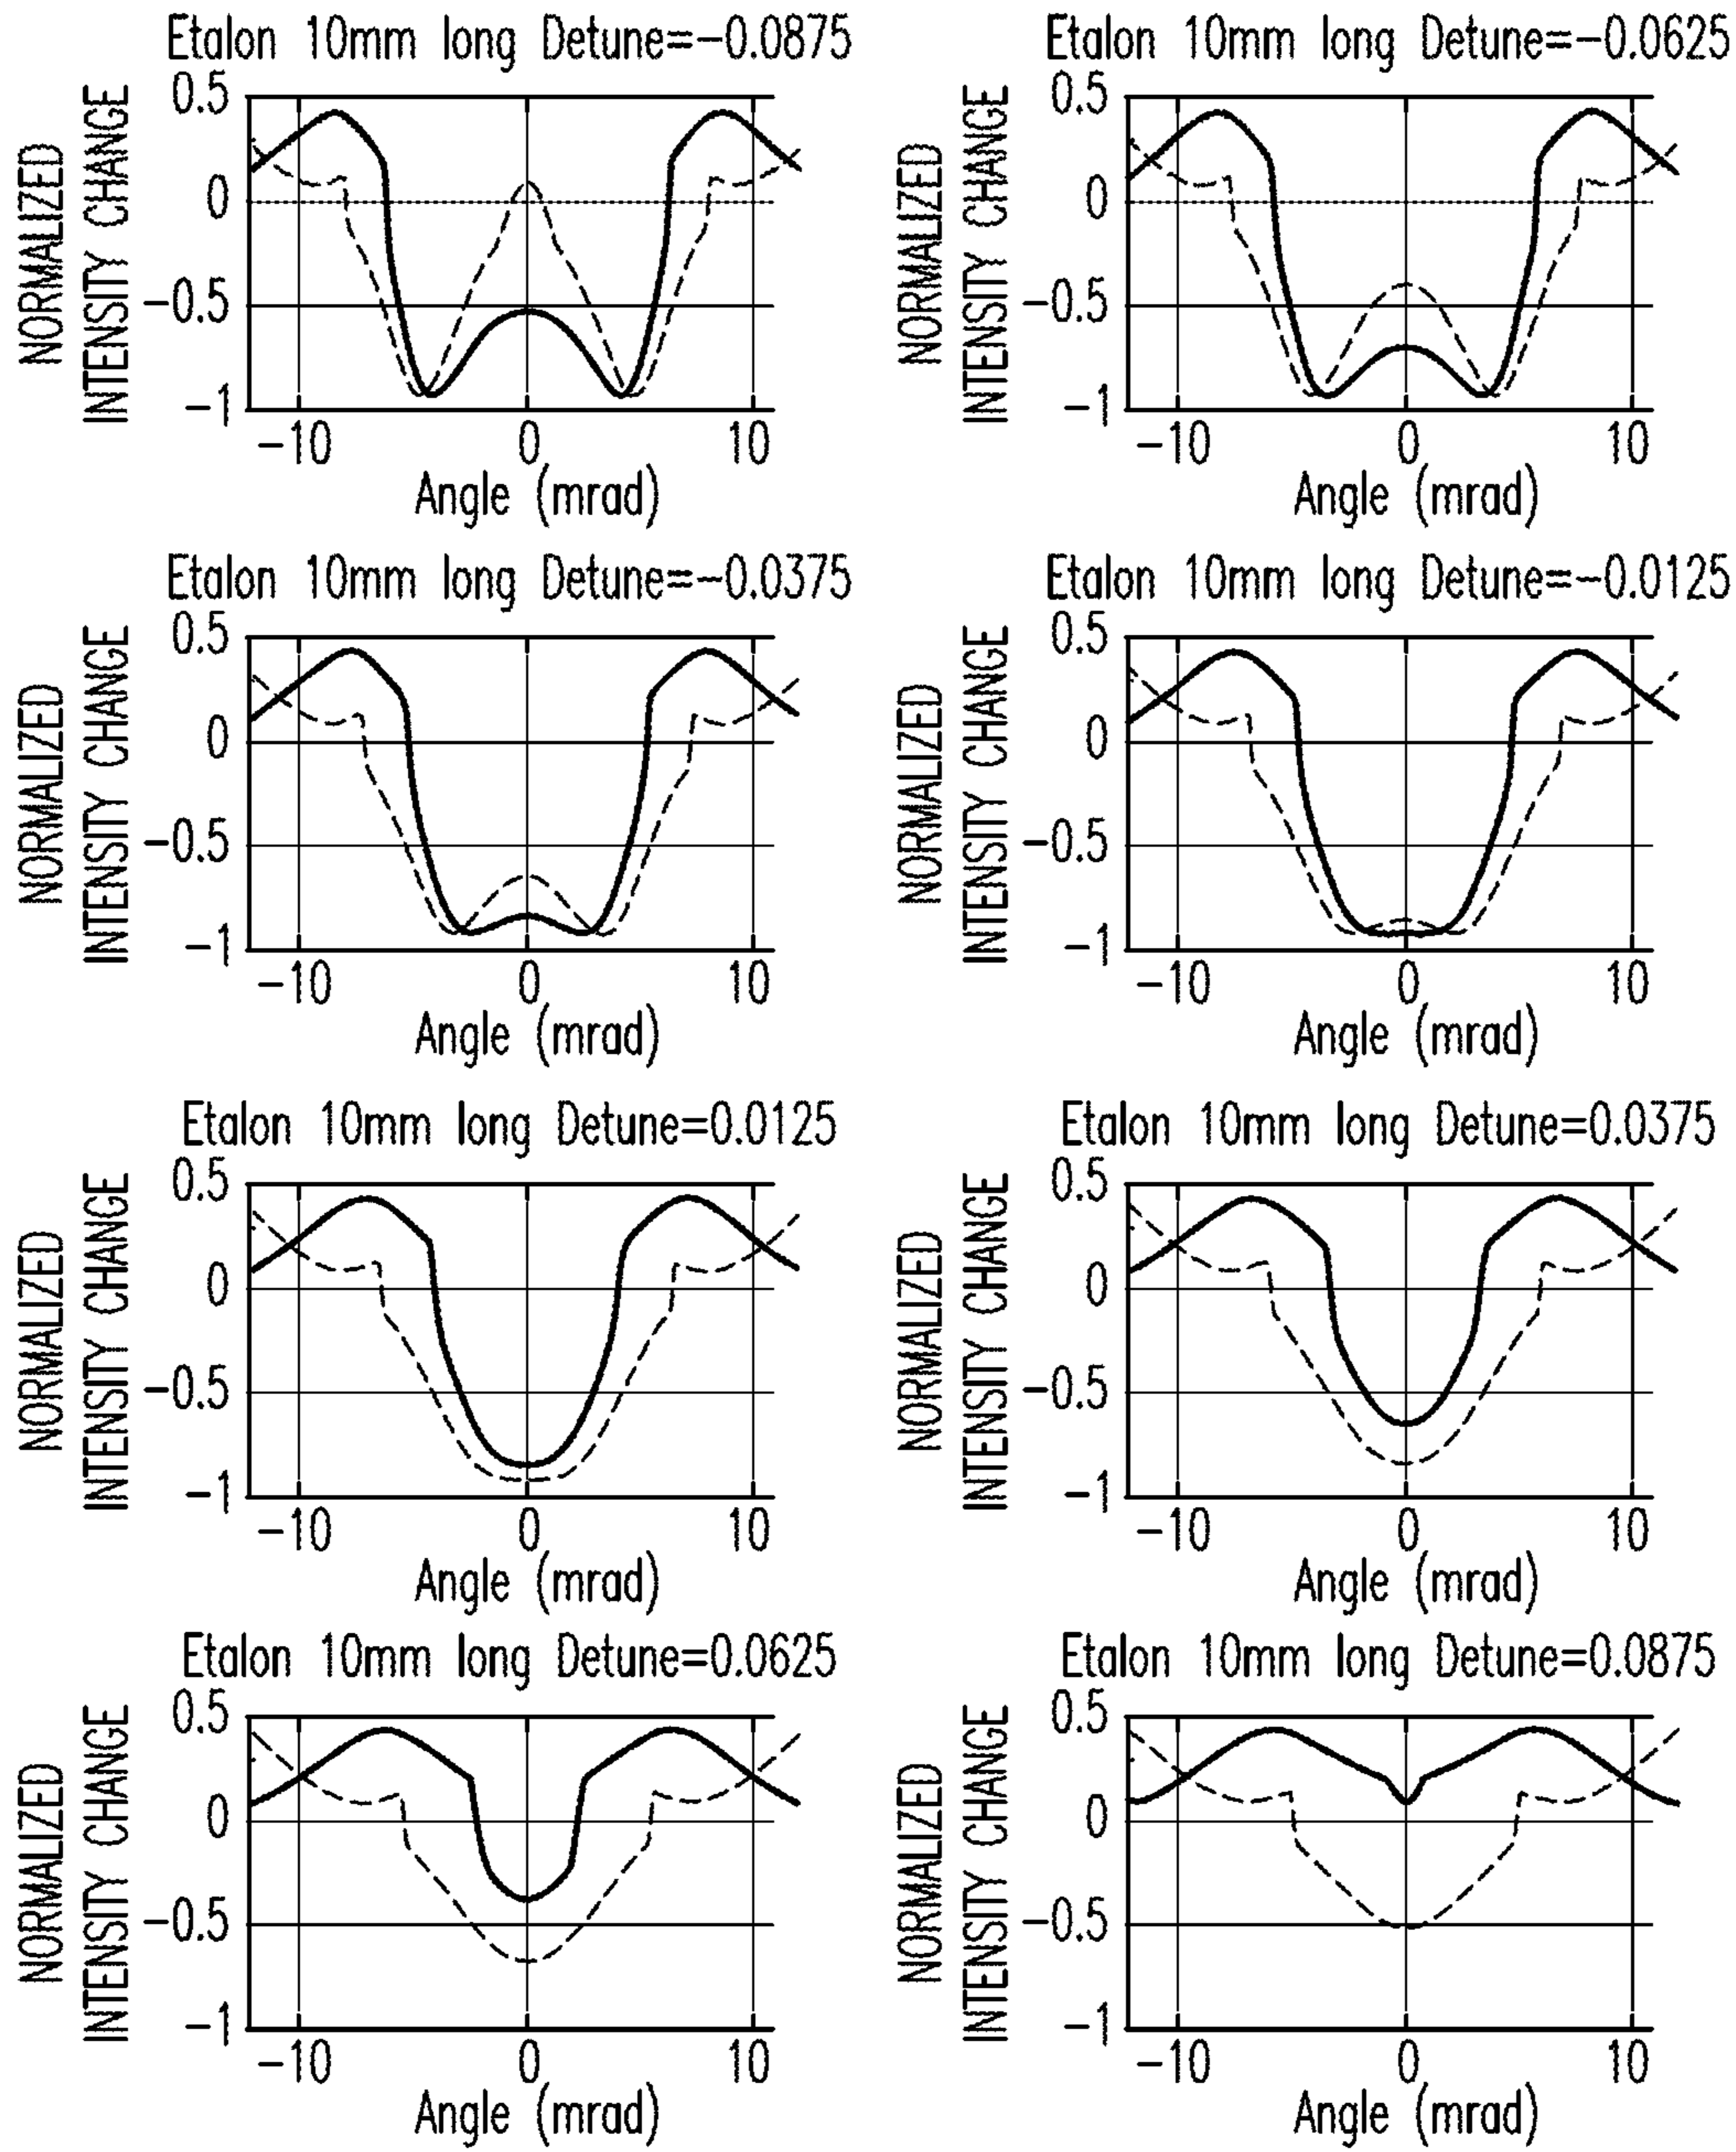 Etalon 10mm long Detune=-0.0875
NORMALIZED
INTENSITY CHANGE
0.5
0
-0.5
-1
-10 0 10
Angle (mrad)
Etalon 10mm long Detune=-0.0625
NORMALIZED
INTENSITY CHANGE
0.5
0
-0.5
-1
-10 0 10
Angle (mrad)
Etalon 10mm long Detune=-0.0375
NORMALIZED
INTENSITY CHANGE
0.5
0
-0.5
-1
-10 0 10
Angle (mrad)
Etalon 10mm long Detune=-0.0125
NORMALIZED
INTENSITY CHANGE
0.5
0
-0.5
-1
-10 0 10
Angle (mrad)
Etalon 10mm long Detune=0.0125
NORMALIZED
INTENSITY CHANGE
0.5
0
-0.5
-1
-10 0 10
Angle (mrad)
Etalon 10mm long Detune=0.0375
NORMALIZED
INTENSITY CHANGE
0.5
0
-0.5
-1
-10 0 10
Angle (mrad)
Etalon 10mm long Detune=0.0625
NORMALIZED
INTENSITY CHANGE
0.5
0
-0.5
-1
-10 0 10
Angle (mrad)
Etalon 10mm long Detune=0.0875
NORMALIZED
INTENSITY CHANGE
0.5
0
-0.5
-1
-10 0 10
Angle (mrad)